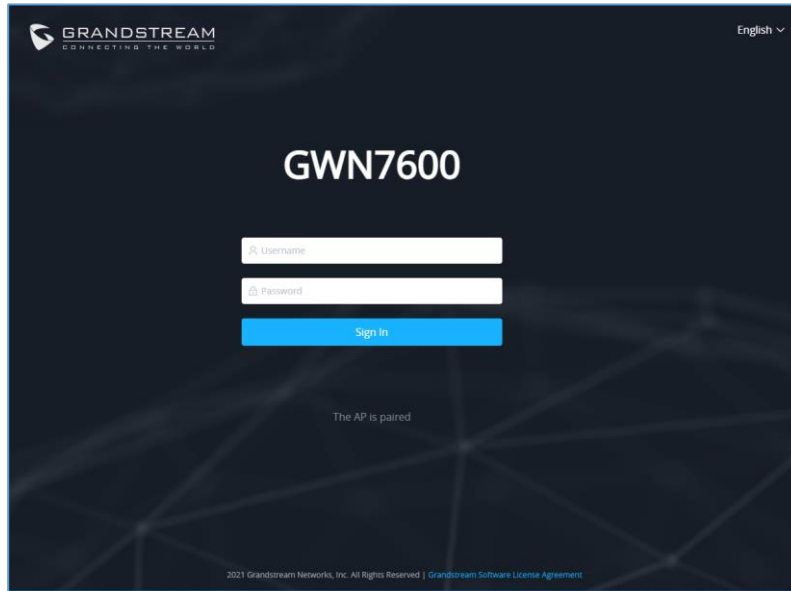 GRANDSTREAM
CONNECTING THE WORLD
English
GWN7600
Username
Password
Sign In
The AP is paired
2021 Grandstream Networks, Inc. All Rights Reserved | Grandstream Software License Agreement